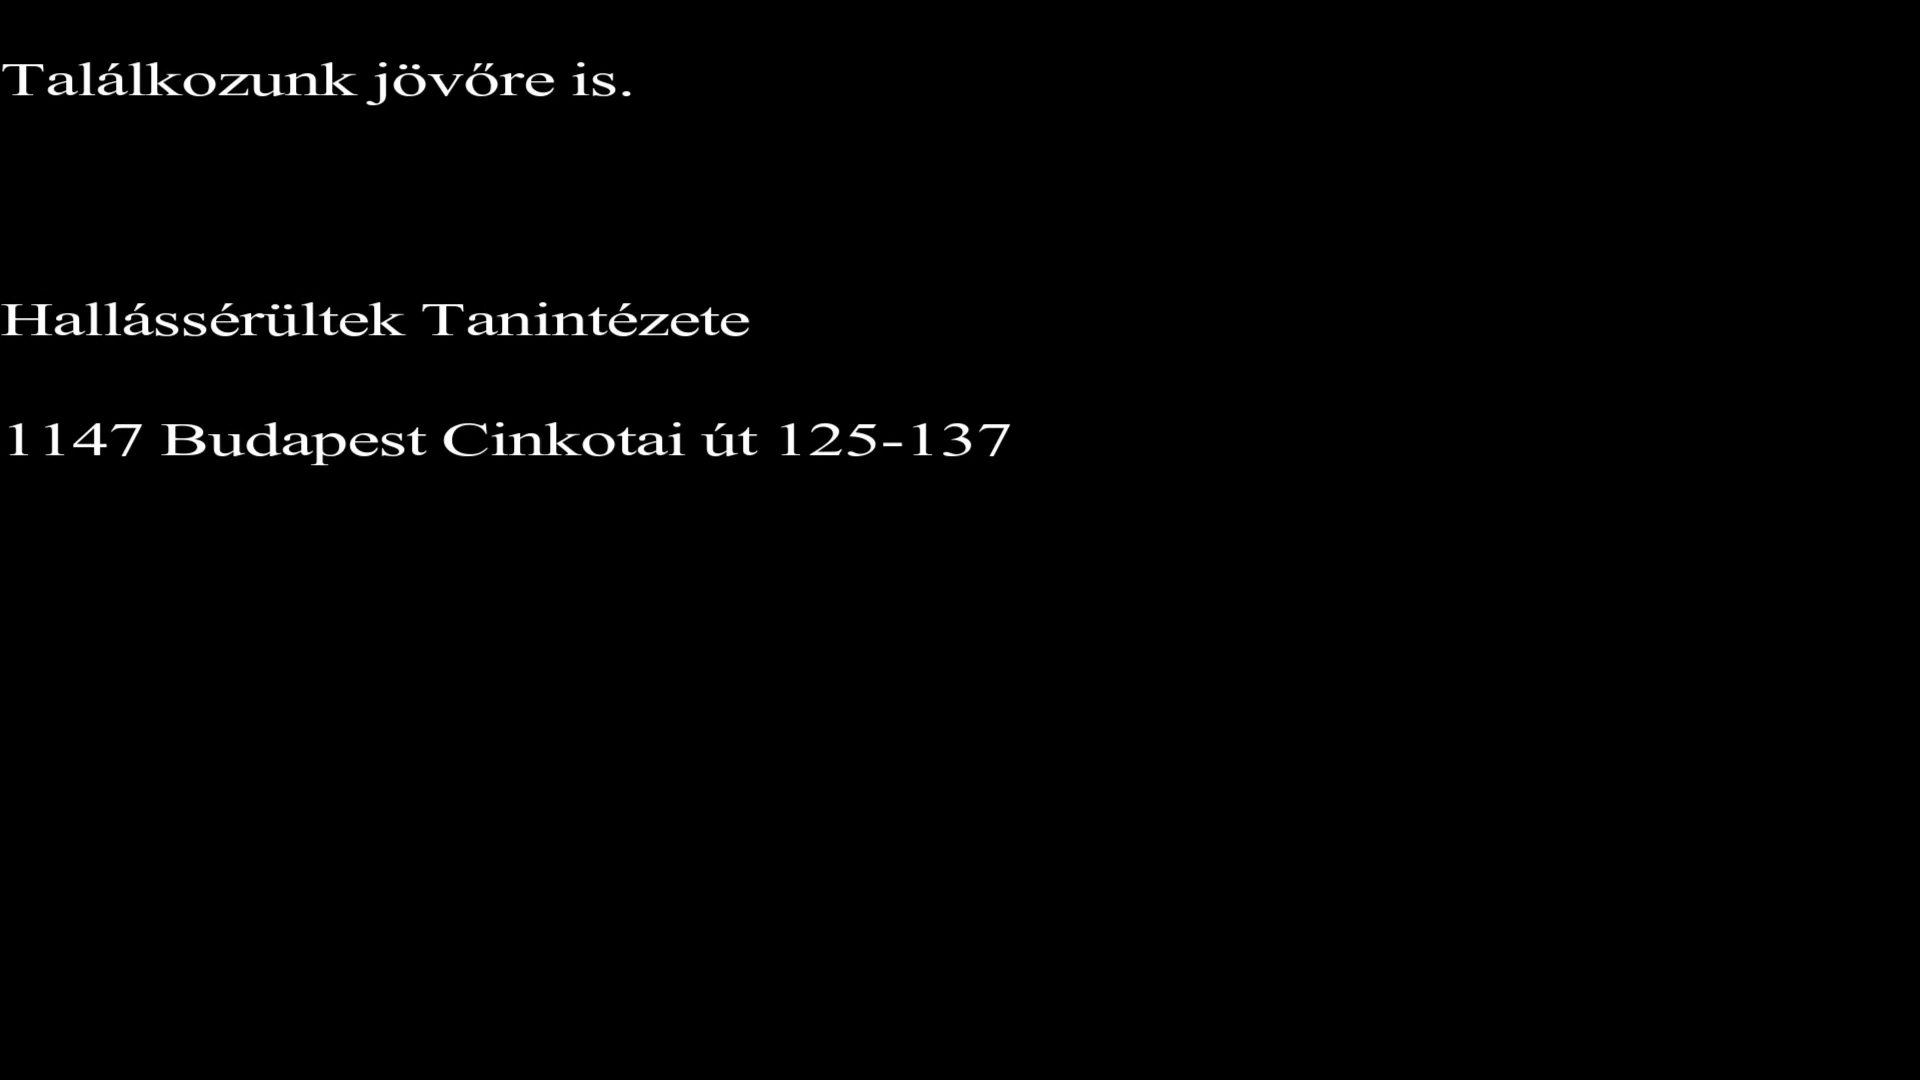 Találkozunk jövőre is.
Hallássérültek Tanintézete
1147 Budapest Cinkotai út 125-137